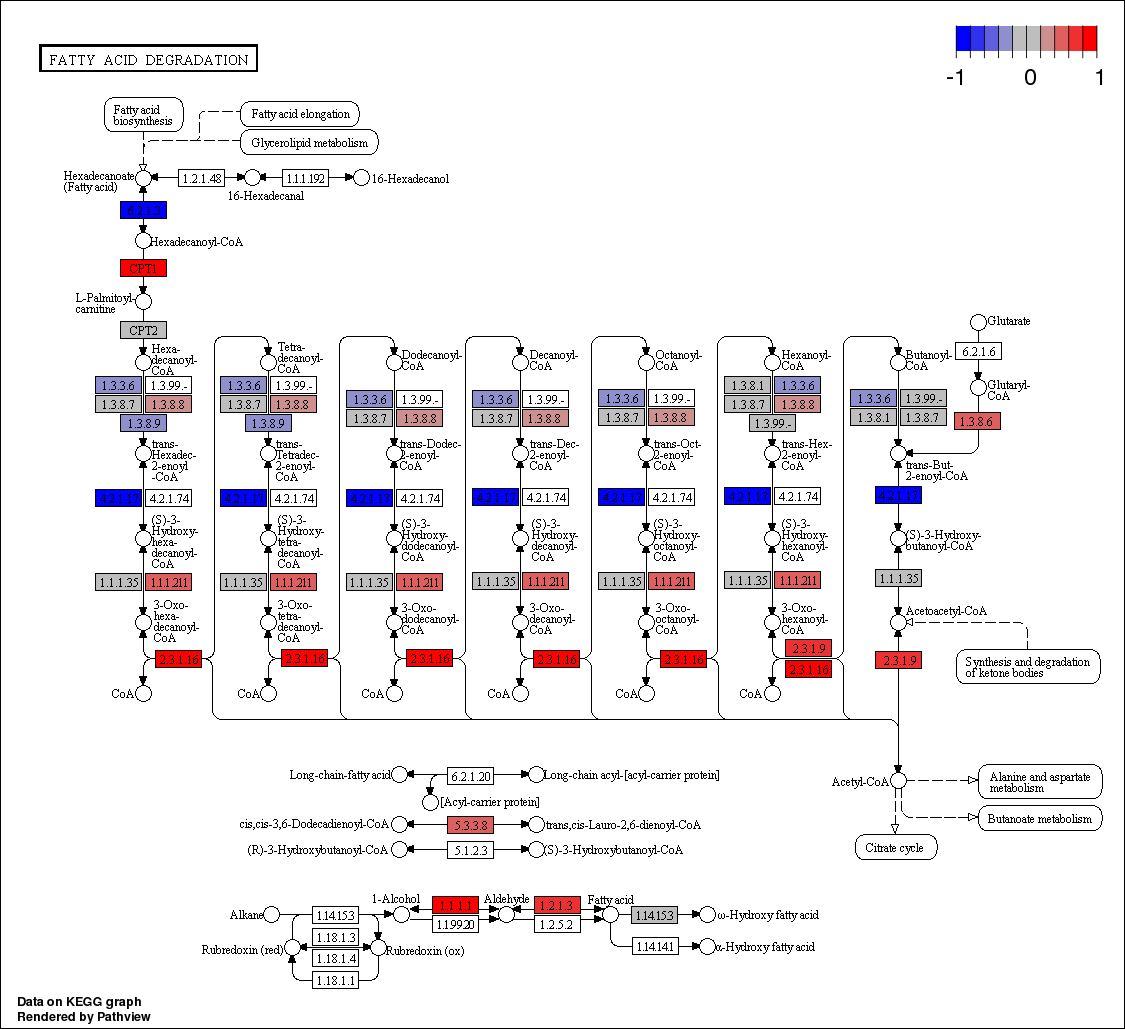 FATTY ACID DEGRADATION
-1 0 1
Fatty acid
biosynthesis
Fatty acid elongation
Glycerolipid metabolism
Hexadecanoate
(Fatty acid)
1.2.1.48
1.1.1.192
16-Hexadecanol
16-Hexadecanal
6.2.1.3
Hexadecanoyl-CoA
CPT1
L-Palmitoyl-
carnitine
CPT2
Glutarate
6.2.1.6
Glutaryl-
CoA
1.3.8.6
Hexa-
decanoyl-
CoA
1.3.3.6 1.3.99.-
1.3.8.7 1.3.8.8
1.3.8.9
trans-
Hexadec-
2-enoyl
-CoA
4.2.1.17 4.2.1.74
(S)-3-
Hydroxy-
hexa-
decanoyl-
CoA
1.1.1.35 1.1.1.211
3-Oxo-
hexa-
decanoyl-
CoA
2.3.1.16
CoA
Tetra-
decanoyl-
CoA
1.3.3.6 1.3.99.-
1.3.8.7 1.3.8.8
1.3.8.9
trans-
Tetradec-
2-enoyl-
CoA
4.2.1.17 4.2.1.74
(S)-3-
Hydroxy-
tetra-
decanoyl-
CoA
1.1.1.35 1.1.1.211
3-Oxo-
tetra-
decanoyl-
CoA
2.3.1.16
CoA
Dodecanoyl-
CoA
1.3.3.6 1.3.99.-
1.3.8.7 1.3.8.8
trans-Dodec-
2-enoyl-
CoA
4.2.1.17 4.2.1.74
(S)-3-
Hydroxy-
dodecanoyl-
CoA
1.1.1.35 1.1.1.211
3-Oxo-
dodecanoyl-
CoA
2.3.1.16
CoA
Decanoyl-
CoA
1.3.3.6 1.3.99.-
1.3.8.7 1.3.8.8
trans-Dec-
2-enoyl-
CoA
4.2.1.17 4.2.1.74
(S)-3-
Hydroxy-
decanoyl-
CoA
1.1.1.35 1.1.1.211
3-Oxo-
decanoyl-
CoA
2.3.1.16
CoA
Octanoyl-
CoA
1.3.3.6 1.3.99.-
1.3.8.7 1.3.8.8
trans-Oct-
2-enoyl-
CoA
4.2.1.17 4.2.1.74
(S)-3-
Hydroxy-
octanoyl-
CoA
1.1.1.35 1.1.1.211
3-Oxo-
octanoyl-
CoA
2.3.1.16
CoA
Hexanoyl-
CoA
1.3.8.1 1.3.3.6
1.3.8.7 1.3.8.8
1.3.99.-
trans-Hex-
2-enoyl-
CoA
4.2.1.17 4.2.1.74
(S)-3-
Hydroxy-
hexanoyl-
CoA
1.1.1.35 1.1.1.211
3-Oxo-
hexanoyl-
CoA
2.3.1.9
2.3.1.16
CoA
Butanoyl-
CoA
1.3.3.6 1.3.99.-
1.3.8.1 1.3.8.7
trans-But-
2-enoyl-CoA
4.2.1.17
(S)-3-Hydroxy-
butanoyl-CoA
1.1.1.35
Acetoacetyl-CoA
2.3.1.9
Synthesis and degradation
of ketone bodies
Long-chain-fatty acid
6.2.1.20
Long-chain acyl-[acyl-carrier protein]
[Acyl-carrier protein]
cis,cis-3,6-Dodecadienoyl-CoA
5.3.3.8
trans,cis-Lauro-2,6-dienoyl-CoA
(R)-3-Hydroxybutanoyl-CoA
5.1.2.3
(S)-3-Hydroxybutanoyl-CoA
Acetyl-CoA
Alanine and aspartate
metabolism
Butanoate metabolism
Citrate cycle
1-Alcohol
Aldehyde
Fatty acid
Alkane
1.14.15.3
1.1.1.1
1.1.99.20
1.2.1.3
1.2.5.2
1.14.15.3
ω-Hydroxy fatty acid
1.14.14.1
α-Hydroxy fatty acid
1.18.1.3
Rubredoxin (red)
Rubredoxin (ox)
1.18.1.4
1.18.1.1
Data on KEGG graph
Rendered by Pathview